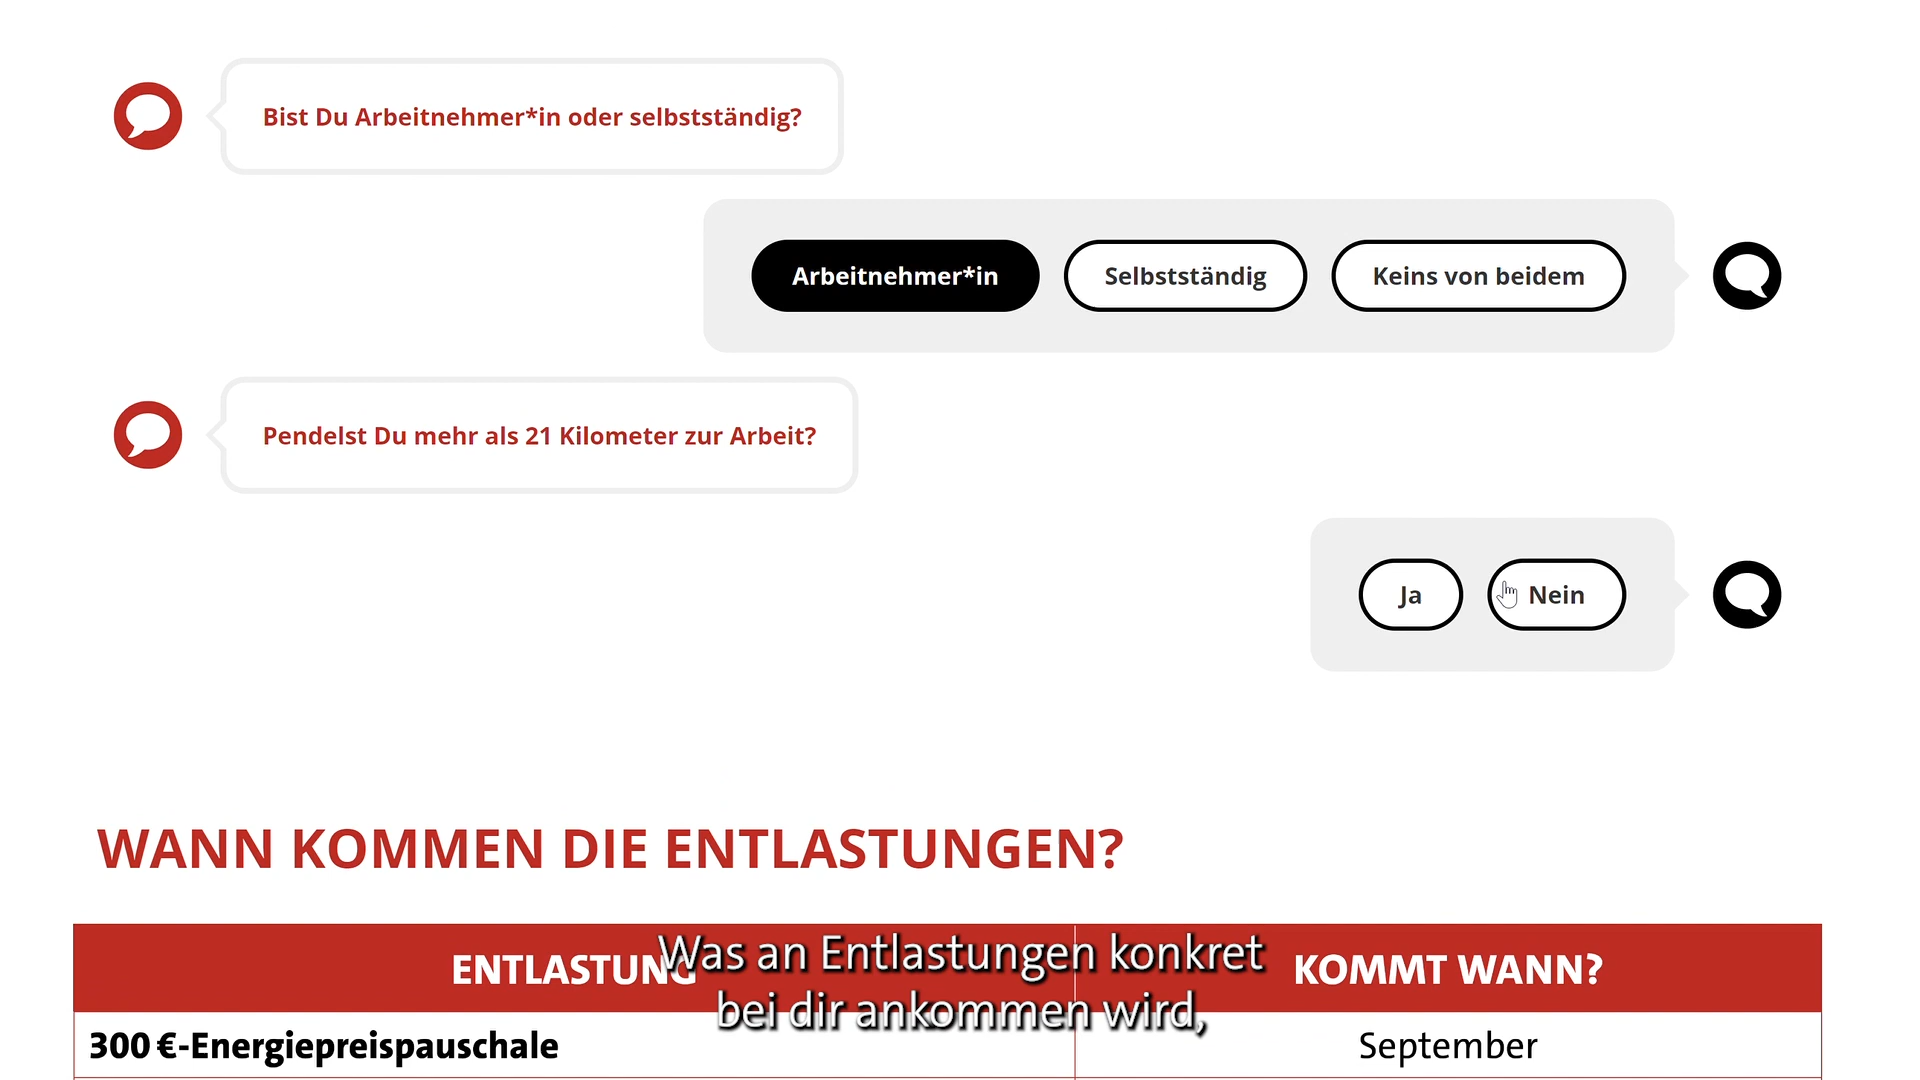 Bist Du Arbeitnehmer*in oder selbstständig?
Arbeitnehmer*in
Selbstständig
Keins von beidem
Pendelst Du mehr als 21 Kilometer zur Arbeit?
Ja
Nein
WANN KOMMEN DIE ENTLASTUNGEN?
ENTLASTUNG
KOMMT WANN?
Was an Entlastungen konkret
bei dir ankommen wird,
300 €-Energiepreispauschale
September